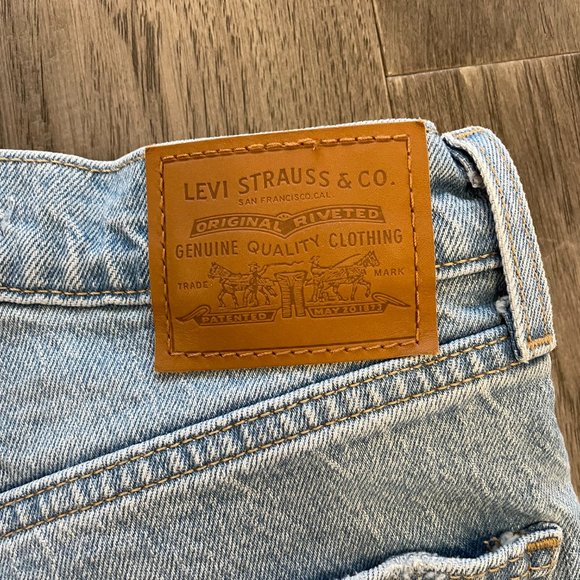 LEVI STRAUSS & CO.
SAN FRANCISCO, CAL.
ORIGINAL RIVETED
GENUINE QUALITY CLOTHING
TRADE MARK
PATENTED MAY 20 1873